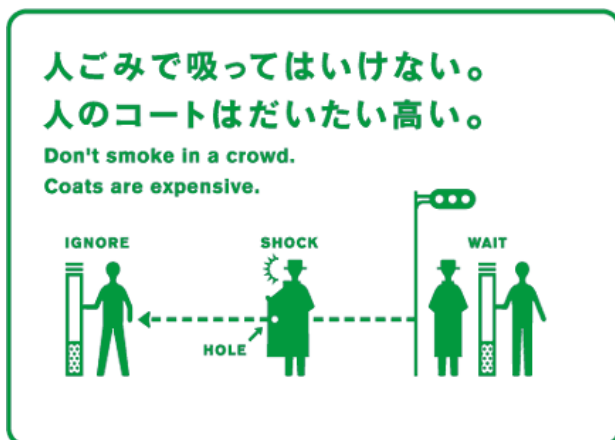 人ごみで吸ってはいけない。
人のコートはだいたい高い。
Don't smoke in a crowd.
Coats are expensive.
IGNORE
SHOCK
WAIT
HOLE